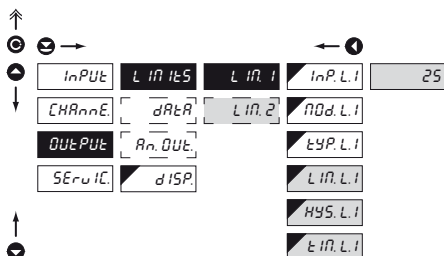 InPUt LIMItS LIM. 1 InP. L.1 25
CHAnnE. dAtA LIM. 2 MOd. L.1
OUtPUt An. OUt. tYP. L.1
SErvIC. dISP. LIM. L.1
HYS. L.1
tIM. L.1